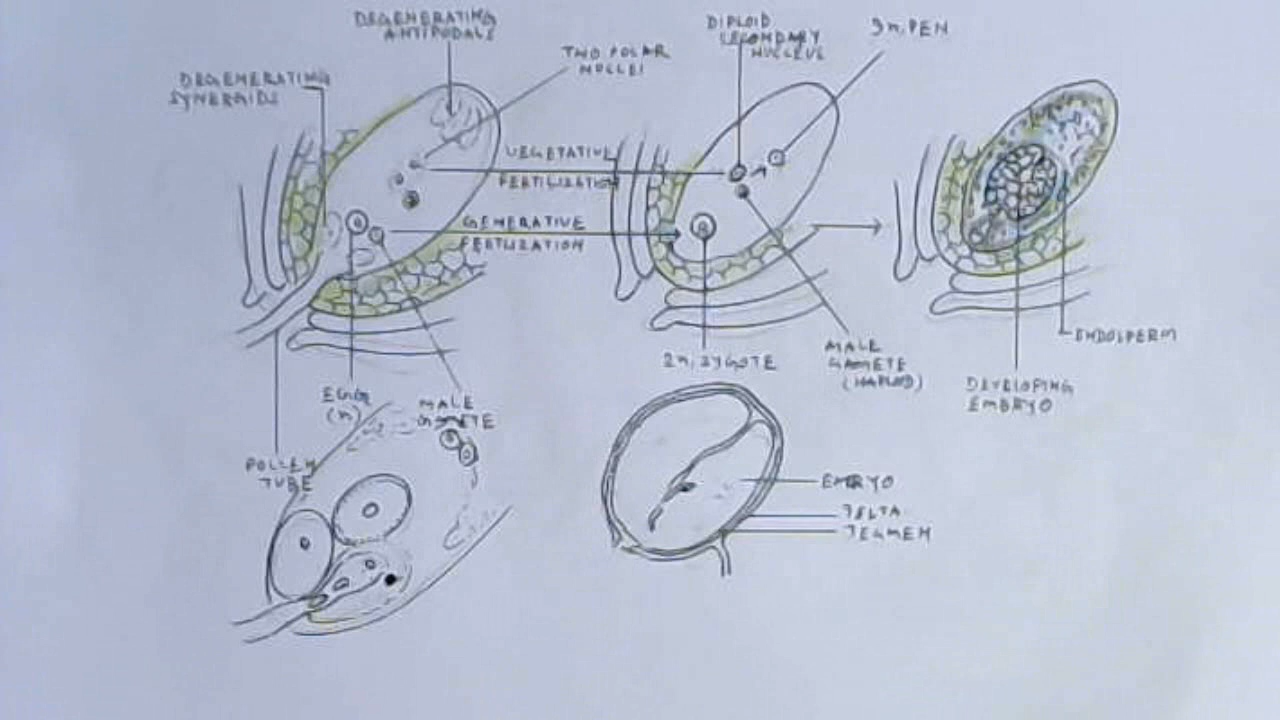 DEGENERATING
ANTIPODALS
TWO POLAR
NUCLEI
DEGENERATING
SYNERGIDS
VEGETATIVE
FERTILIZATION
GENERATIVE
FERTLIZATION
EGG
(n)
MALE
GAMETE
POLLEN
TUBE
DIPLOID
SECONDARY
NUCLEUS
3n, PEN
2n, ZYGOTE
MALE
GAMETE
(HAPLOID)
ENDOSPERM
DEVELOPING
EMBRYO
EMBRYO
TESTA
TEGMEN